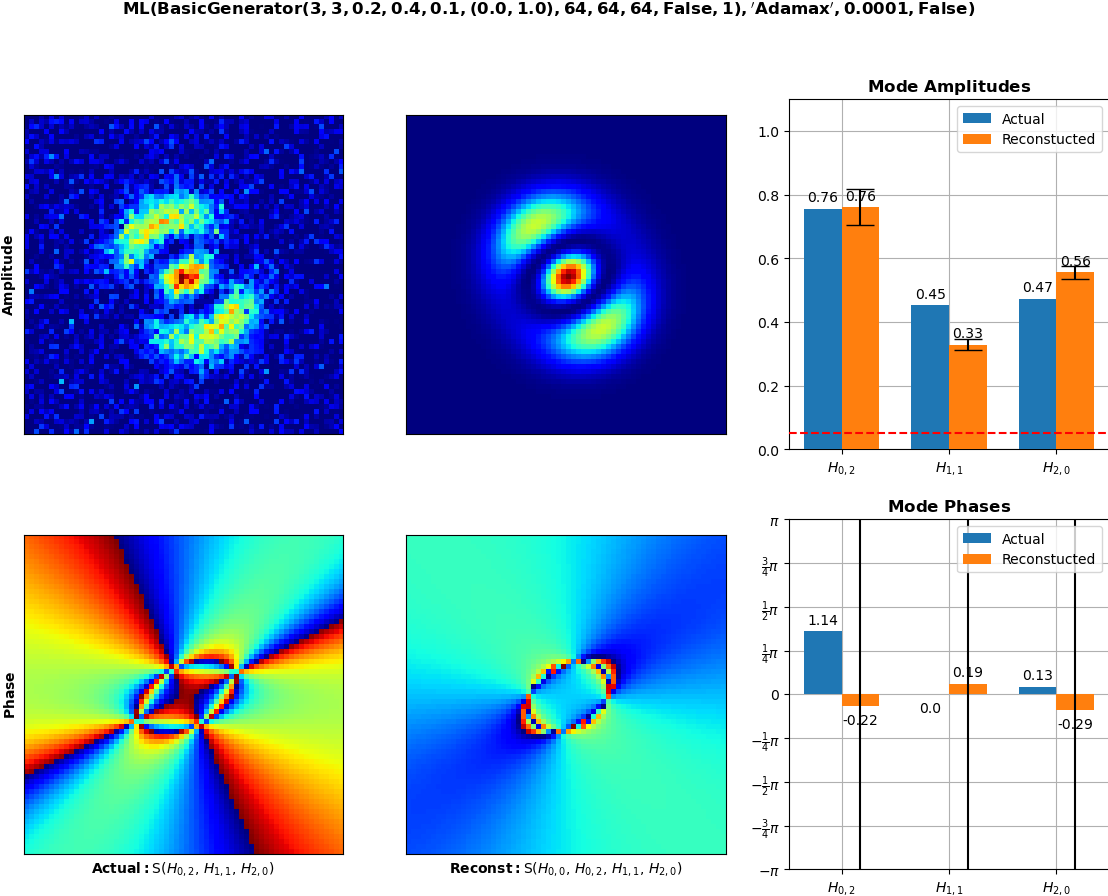 ML(BasicGenerator(3, 3, 0.2, 0.4, 0.1, (0.0, 1.0), 64, 64, 64, False, 1), 'Adamax', 0.0001, False)
Amplitude
Mode Amplitudes
Actual
Reconstucted
1.0
0.8
0.6
0.4
0.2
0.0
0.76
0.76
0.45
0.33
0.47
0.56
H0,2
H1,1
H2,0
Phase
Actual: S(H0,2, H1,1, H2,0)
Reconst: S(H0,0, H0,2, H1,1, H2,0)
Mode Phases
Actual
Reconstucted
π
3/4π
1/2π
1/4π
0
−1/4π
−1/2π
−3/4π
−π
1.14
-0.22
0.0
0.19
0.13
-0.29
H0,2
H1,1
H2,0